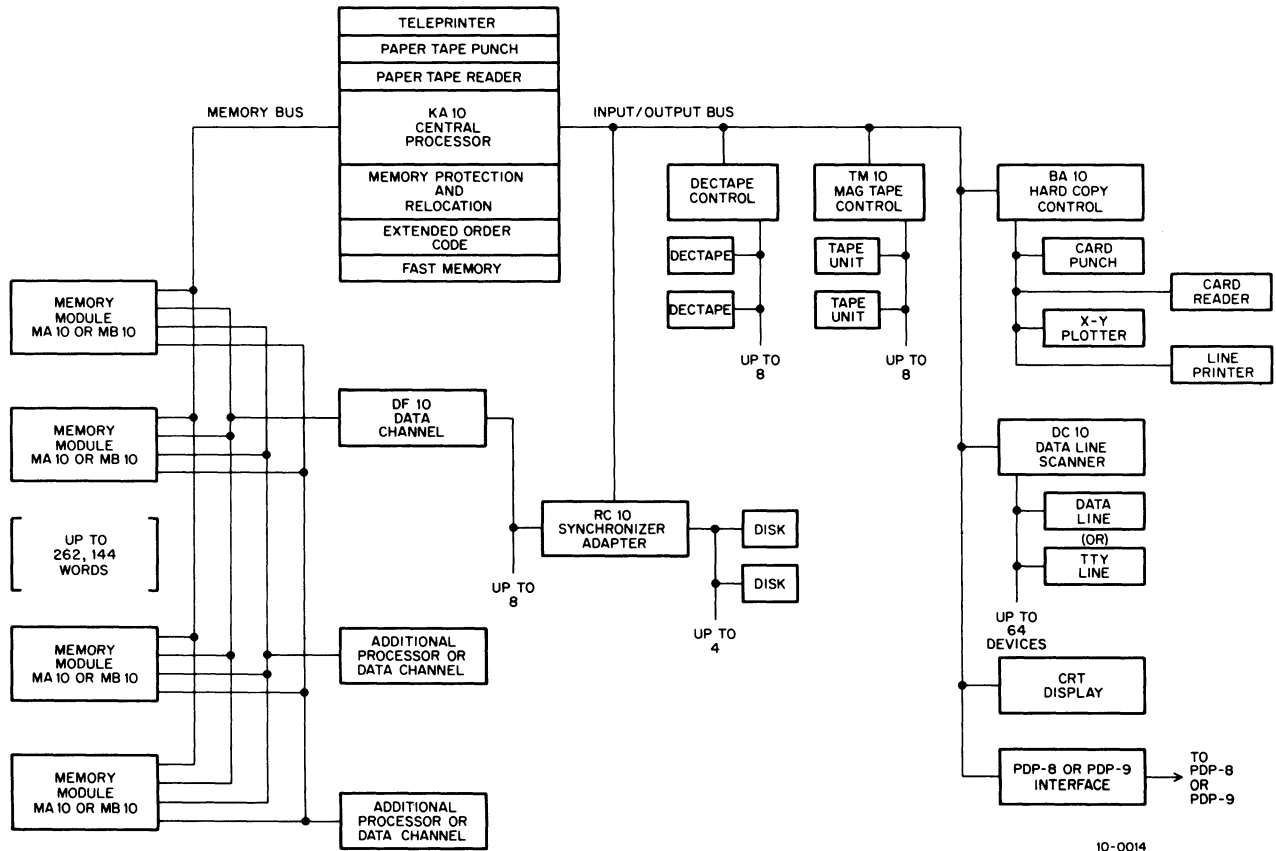 TELEPRINTER
PAPER TAPE PUNCH
PAPER TAPE READER
MEMORY BUS
KA 10
CENTRAL
PROCESSOR
INPUT/OUTPUT BUS
MEMORY PROTECTION
AND
RELOCATION
EXTENDED ORDER
CODE
FAST MEMORY
DECTAPE
CONTROL
DECTAPE
DECTAPE
UP TO
8
TM 10
MAG TAPE
CONTROL
TAPE
UNIT
TAPE
UNIT
UP TO
8
BA 10
HARD COPY
CONTROL
CARD
PUNCH
CARD
READER
X-Y
PLOTTER
LINE
PRINTER
MEMORY
MODULE
MA 10 OR MB 10
MEMORY
MODULE
MA 10 OR MB 10
UP TO
262, 144
WORDS
MEMORY
MODULE
MA 10 OR MB 10
MEMORY
MODULE
MA 10 OR MB 10
DF 10
DATA
CHANNEL
UP TO
8
RC 10
SYNCHRONIZER
ADAPTER
DISK
DISK
UP TO
4
ADDITIONAL
PROCESSOR OR
DATA CHANNEL
ADDITIONAL
PROCESSOR OR
DATA CHANNEL
DC 10
DATA LINE
SCANNER
DATA
LINE
(OR)
TTY
LINE
UP TO
64
DEVICES
CRT
DISPLAY
PDP-8 OR PDP-9
INTERFACE
TO
PDP-8
OR
PDP-9
10-0014